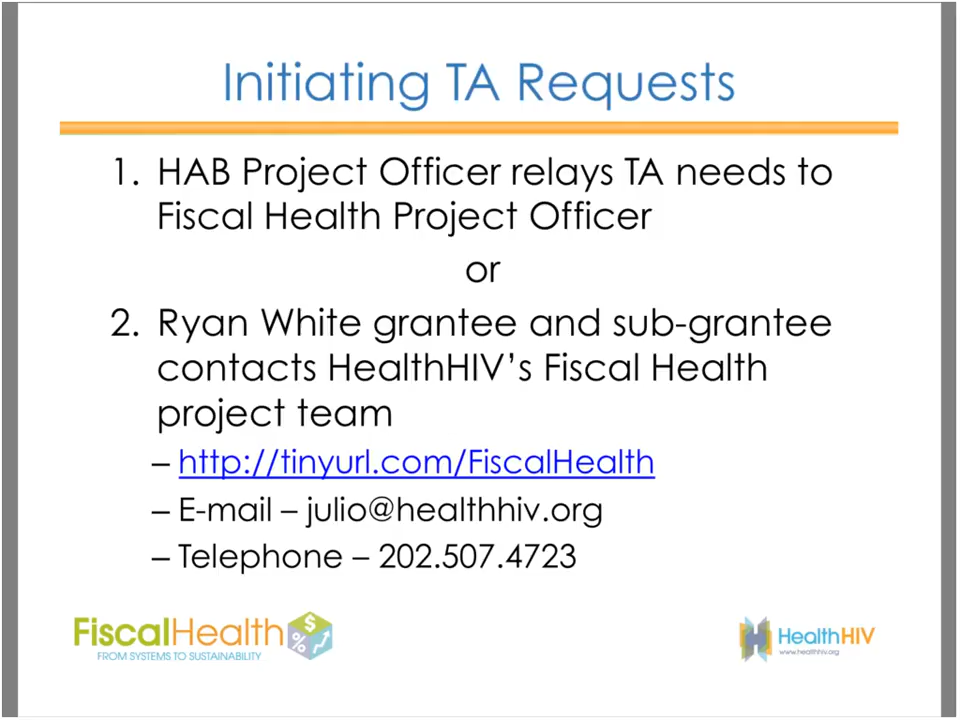 Initiating TA Requests
1. HAB Project Officer relays TA needs to
Fiscal Health Project Officer
or
2. Ryan White grantee and sub-grantee
contacts HealthHIV’s Fiscal Health
project team
– http://tinyurl.com/FiscalHealth
– E-mail – julio@healthhiv.org
– Telephone – 202.507.4723
FiscalHealth $ %
FROM SYSTEMS TO SUSTAINABILITY
HealthHIV
www.healthhiv.org